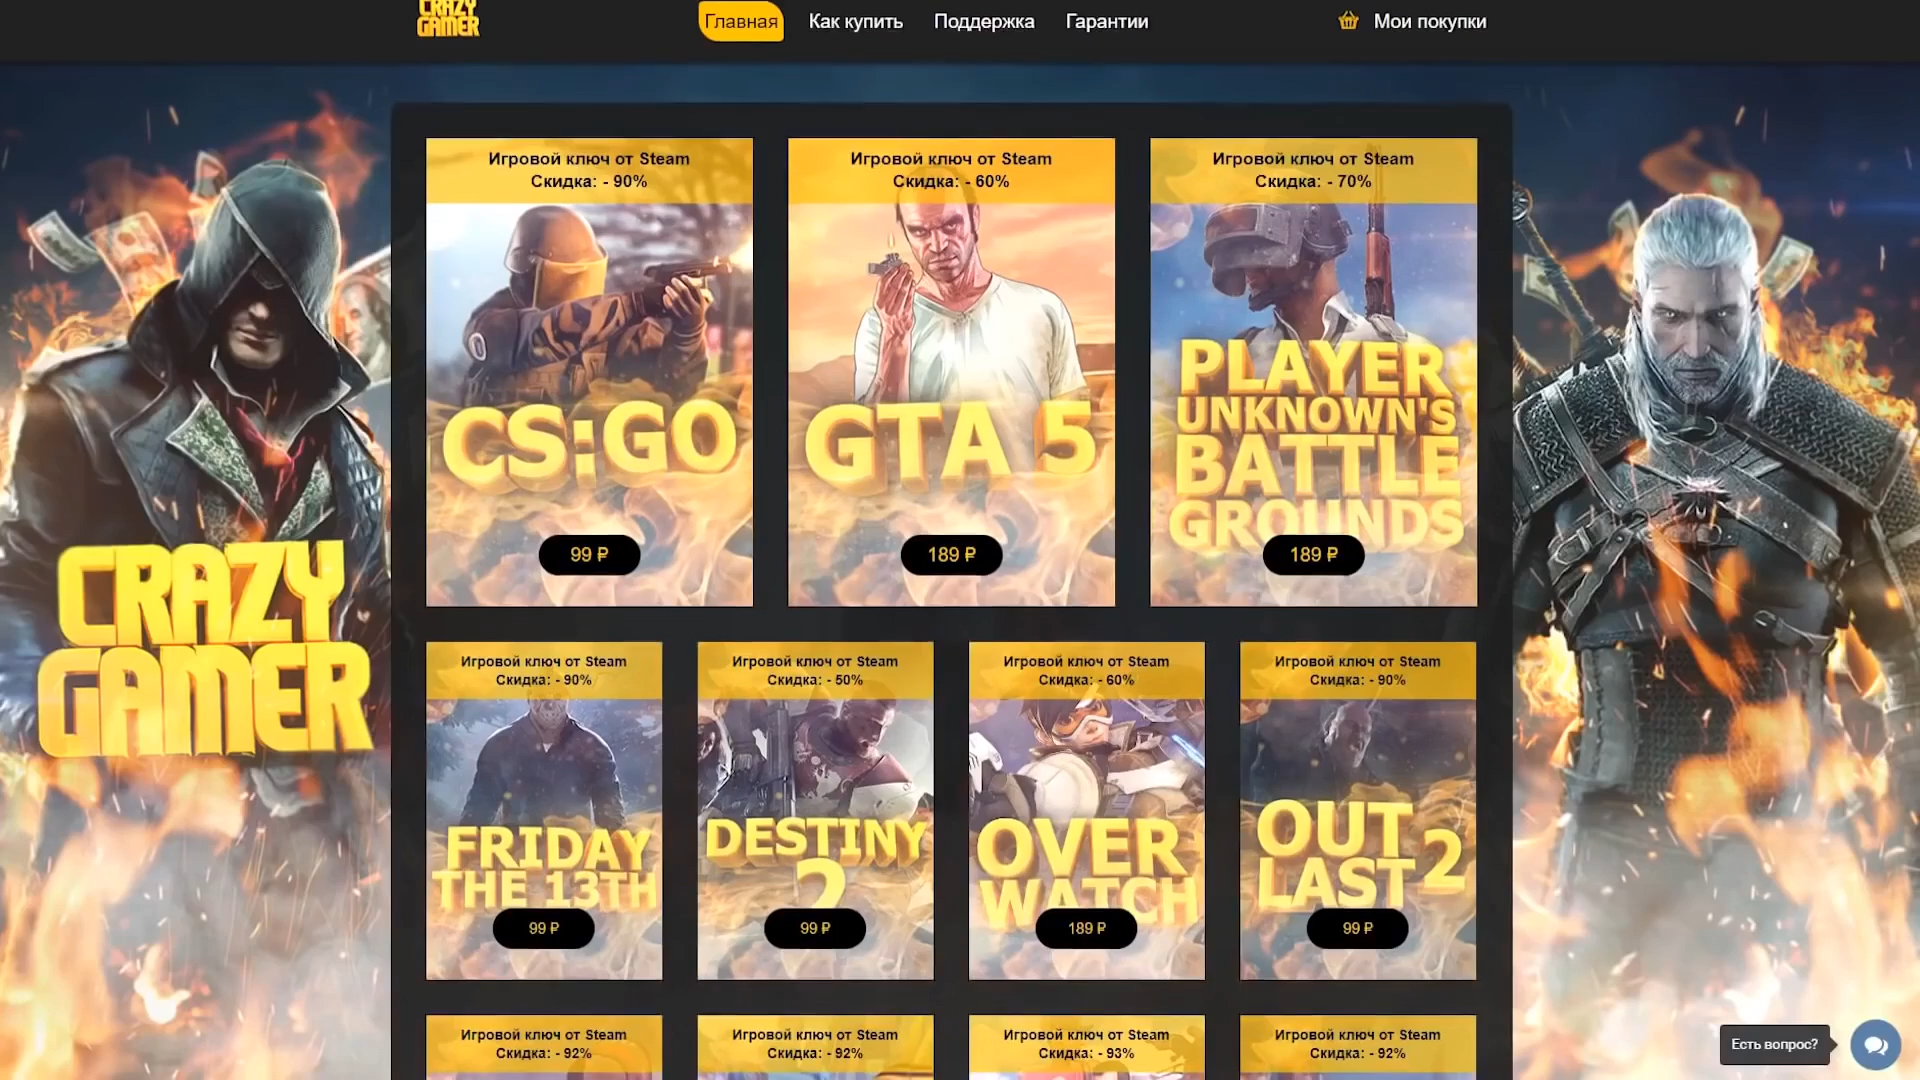 CRAZY
GAMER
Главная
Как купить
Поддержка
Гарантии
Мои покупки
Игровой ключ от Steam
Скидка: - 90%
CS:GO
99 ₽
Игровой ключ от Steam
Скидка: - 60%
GTA 5
189 ₽
Игровой ключ от Steam
Скидка: - 70%
PLAYER
UNKNOWN'S
BATTLE
GROUNDS
189 ₽
CRAZY
GAMER
Игровой ключ от Steam
Скидка: - 90%
FRIDAY
THE 13TH
99 ₽
Игровой ключ от Steam
Скидка: - 50%
DESTINY
2
99 ₽
Игровой ключ от Steam
Скидка: - 60%
OVER
WATCH
189 ₽
Игровой ключ от Steam
Скидка: - 90%
OUT
LAST 2
99 ₽
Игровой ключ от Steam
Скидка: - 92%
Игровой ключ от Steam
Скидка: - 92%
Игровой ключ от Steam
Скидка: - 93%
Игровой ключ от Steam
Скидка: - 92%
Есть вопрос?